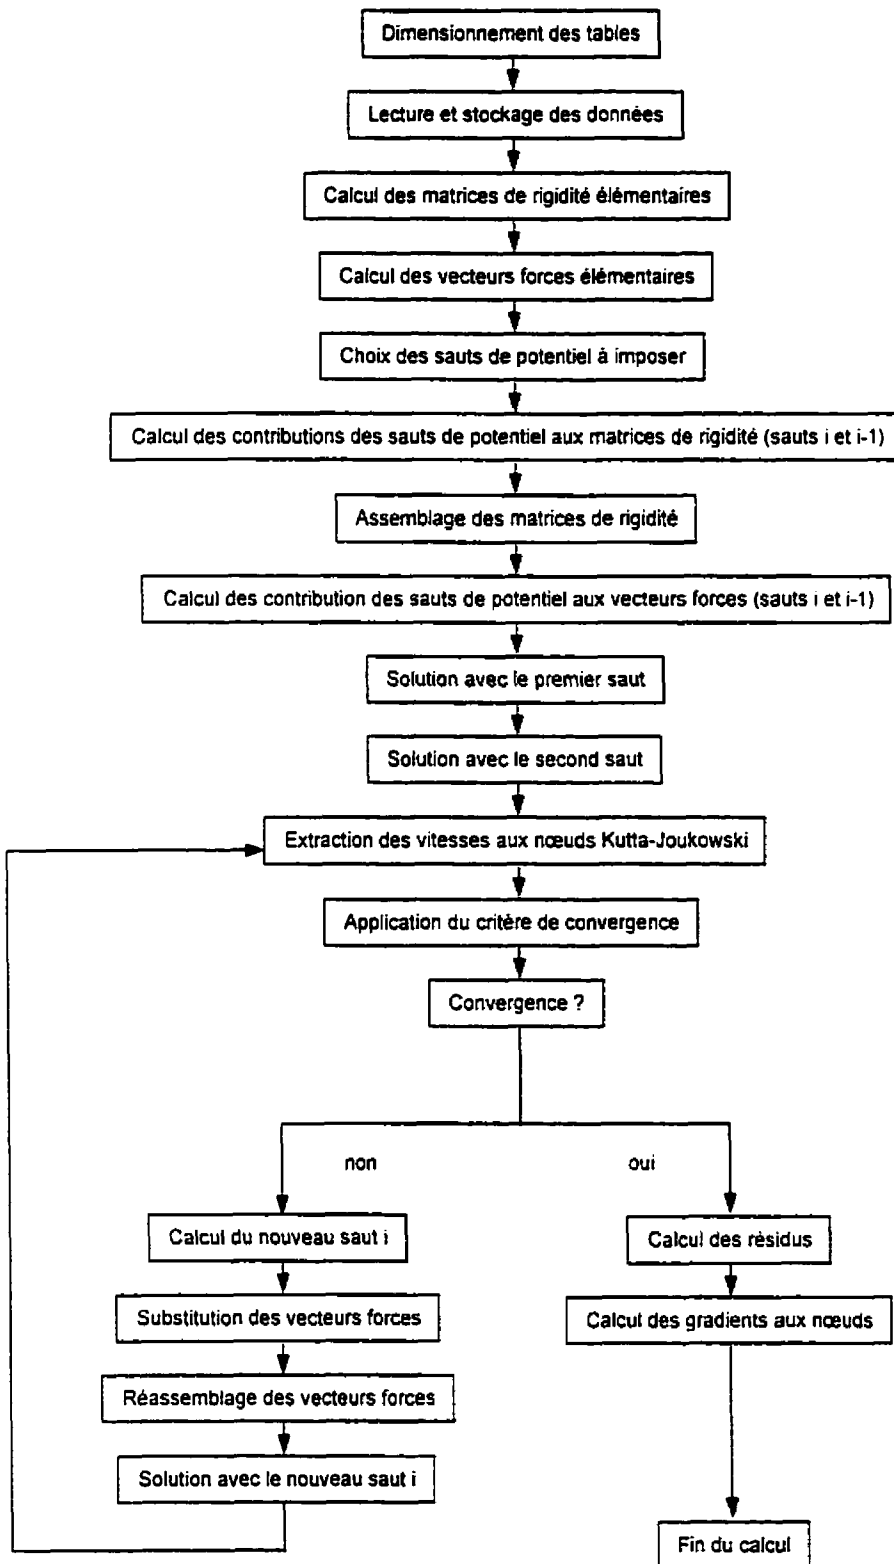 Dimensionnement des tables
Lecture et stockage des données
Calcul des matrices de rigidité élémentaires
Calcul des vecteurs forces élémentaires
Choix des sauts de potentiel à imposer
Calcul des contributions des sauts de potentiel aux matrices de rigidité (sauts i et i-1)
Assemblage des matrices de rigidité
Calcul des contribution des sauts de potentiel aux vecteurs forces (sauts i et i-1)
Solution avec le premier saut
Solution avec le second saut
Extraction des vitesses aux nœuds Kutta-Joukowski
Application du critère de convergence
Convergence ?
non
oui
Calcul du nouveau saut i
Calcul des résidus
Substitution des vecteurs forces
Calcul des gradients aux nœuds
Réassemblage des vecteurs forces
Solution avec le nouveau saut i
Fin du calcul